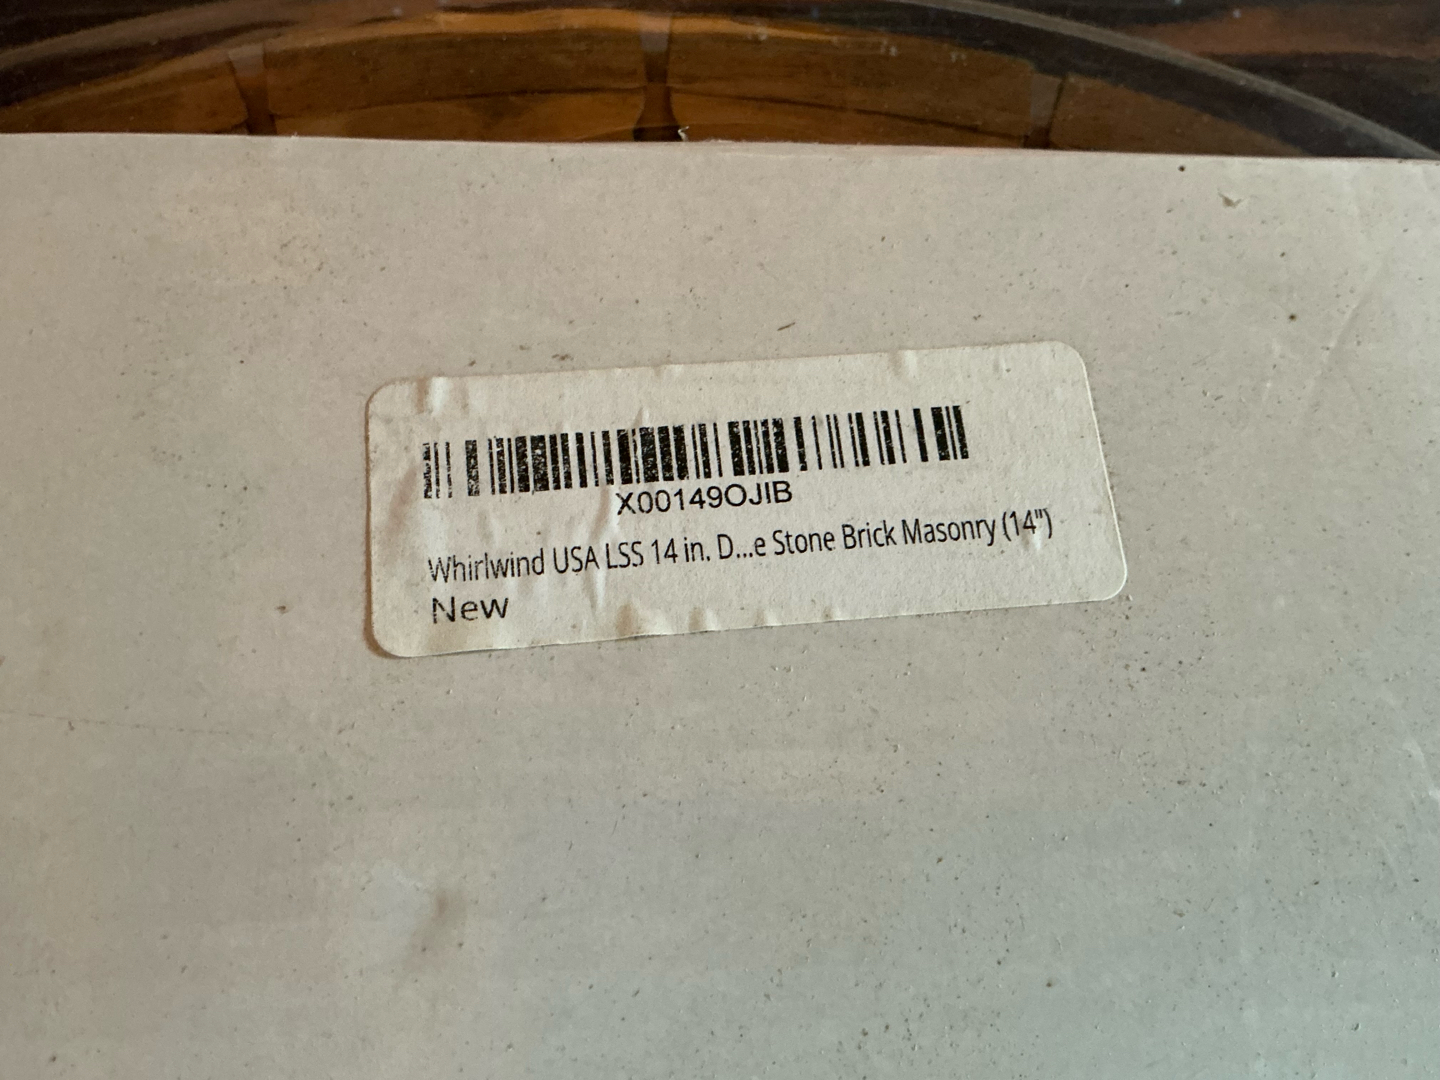 X00149OJIB
Whirlwind USA LSS 14 in. D...e Stone Brick Masonry (14")
New